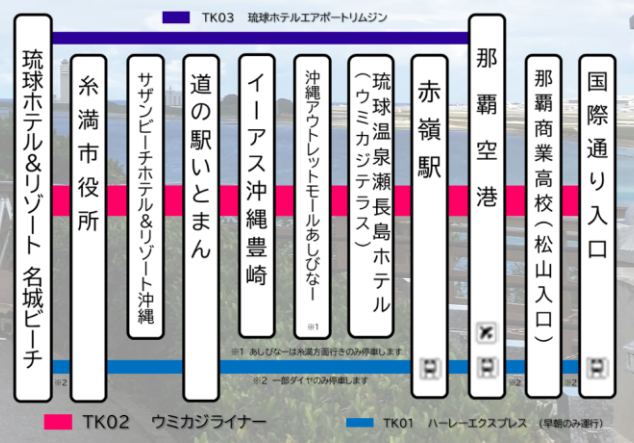 TK03 琉球ホテルエアポートリムジン
琉球ホテル&リゾート 名城ビーチ
糸満市役所
サザンビーチホテル&リゾート沖縄
道の駅いとまん
イーアス沖縄豊崎
沖縄アウトレットモールあしびなー
※1
琉球温泉瀬長島ホテル
(ウミカジテラス)
赤嶺駅
那覇空港
那覇商業高校(松山入口)
国際通り入口
※1 あしびなーは糸満方面行きのみ停車します
※2
※2 一部ダイヤのみ停車します
※2
※2
TK02 ウミカジライナー
TK01 ハーレーエクスプレス (早朝のみ運行)